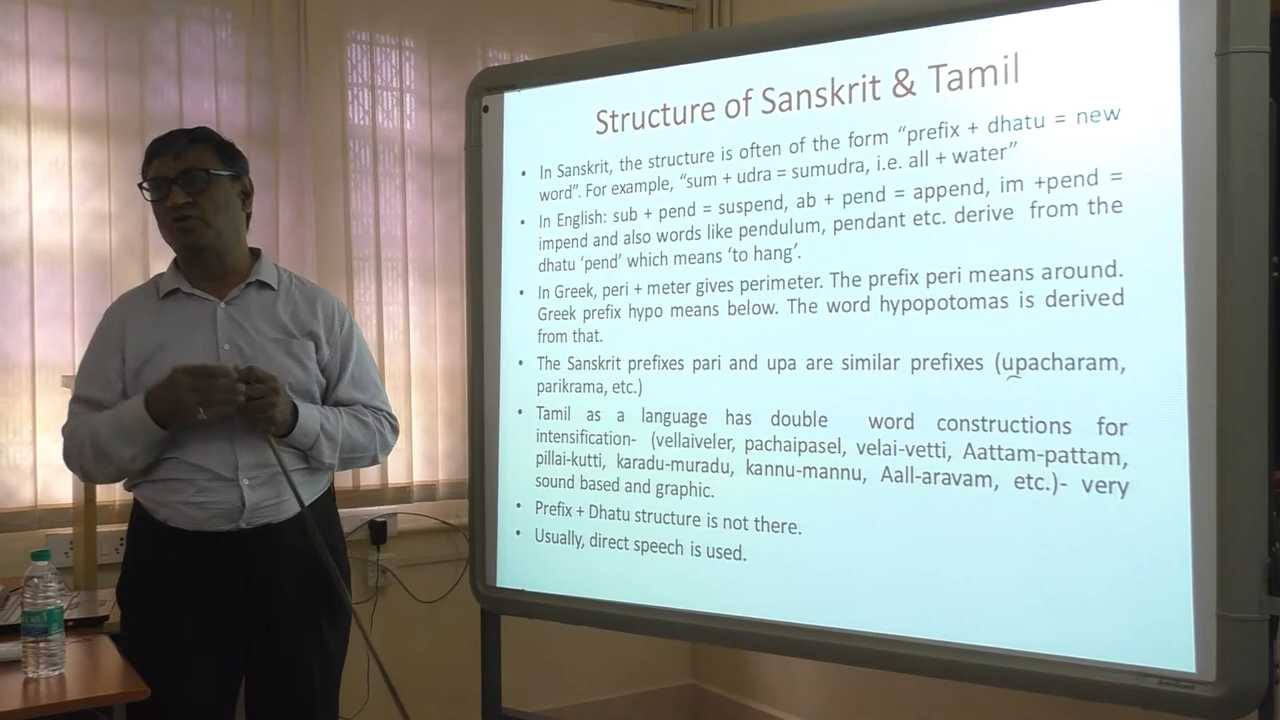 Structure of Sanskrit & Tamil
• In Sanskrit, the structure is often of the form “prefix + dhatu = new
word”. For example, “sum + udra = sumudra, i.e. all + water”
• In English: sub + pend = suspend, ab + pend = append, im +pend =
impend and also words like pendulum, pendant etc. derive from the
dhatu ‘pend’ which means ‘to hang’.
• In Greek, peri + meter gives perimeter. The prefix peri means around.
Greek prefix hypo means below. The word hypopotomas is derived
from that.
• The Sanskrit prefixes pari and upa are similar prefixes (upacharam,
parikrama, etc.)
• Tamil as a language has double word constructions for
intensification- (vellaiveler, pachaipasel, velai-vetti, Aattam-pattam,
pillai-kutti, karadu-muradu, kannu-mannu, Aall-aravam, etc.)- very
sound based and graphic.
• Prefix + Dhatu structure is not there.
• Usually, direct speech is used.